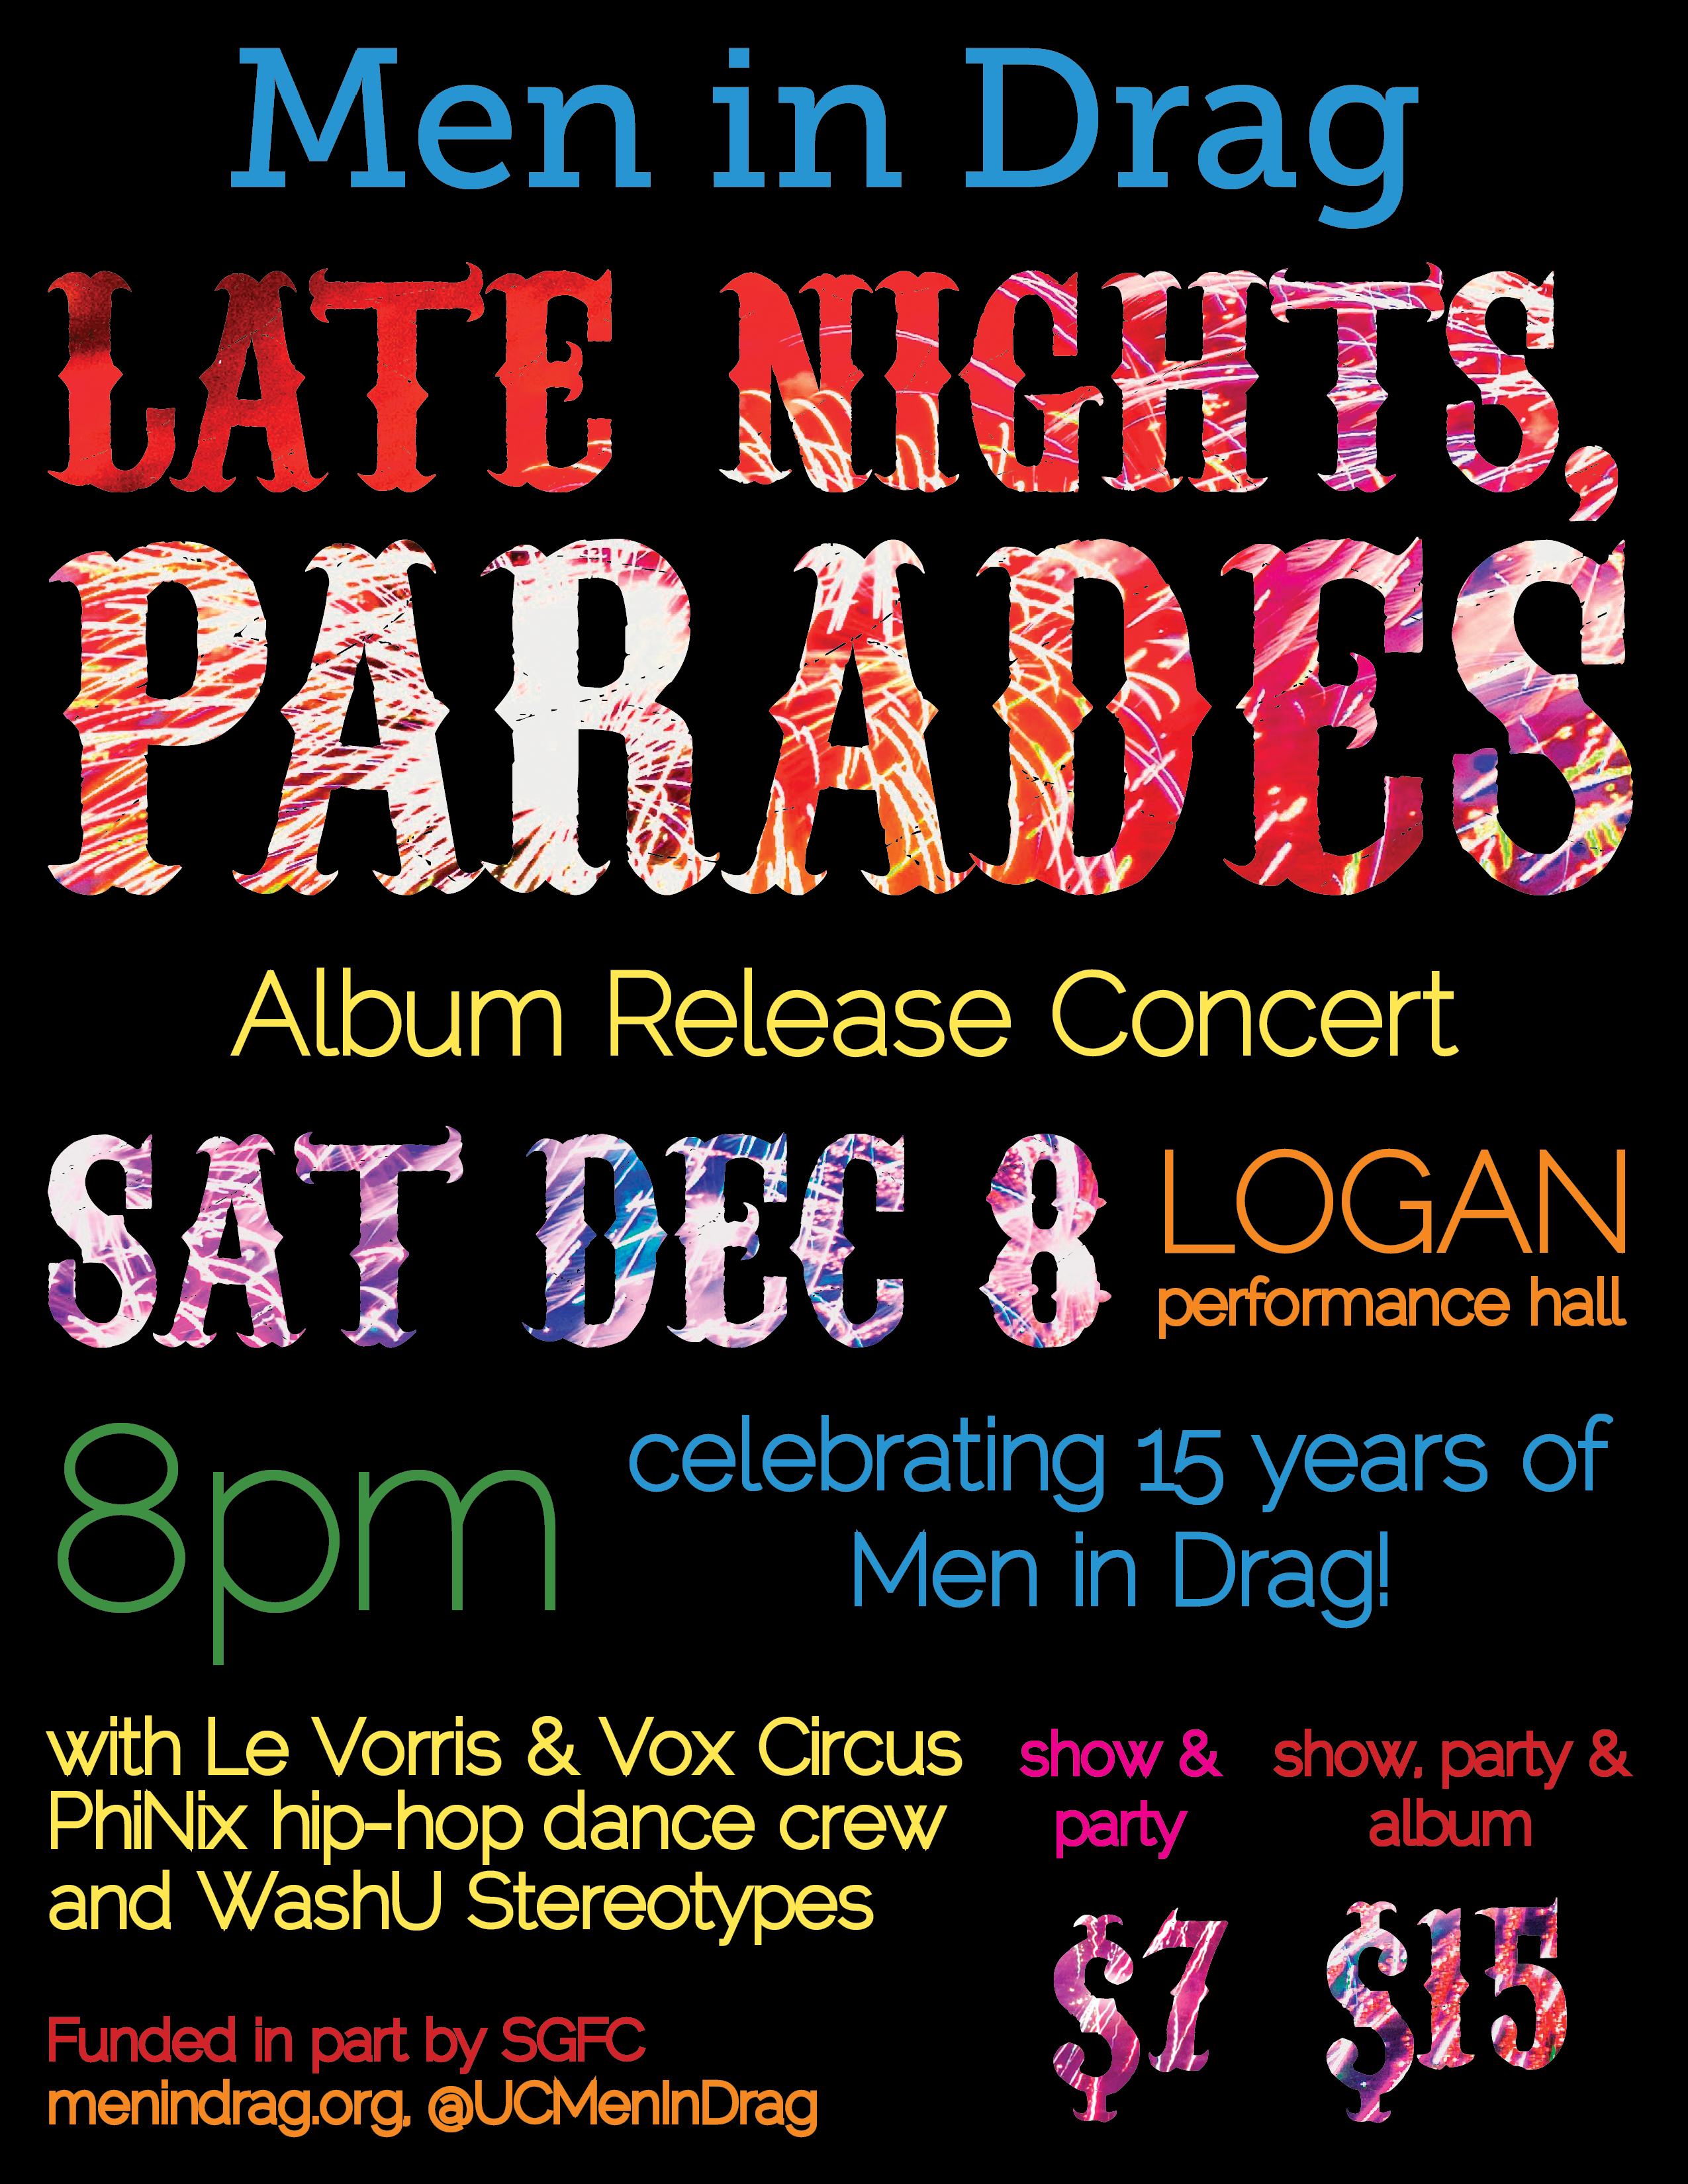 Men in Drag
LATE NIGHTS,
PARADES
Album Release Concert
SAT DEC 8
LOGAN
performance hall
8pm
celebrating 15 years of
Men in Drag!
with Le Vorris & Vox Circus
PhiNix hip-hop dance crew
and WashU Stereotypes
show &
party
$7
show, party &
album
$15
Funded in part by SGFC
menindrag.org, @UCMenInDrag